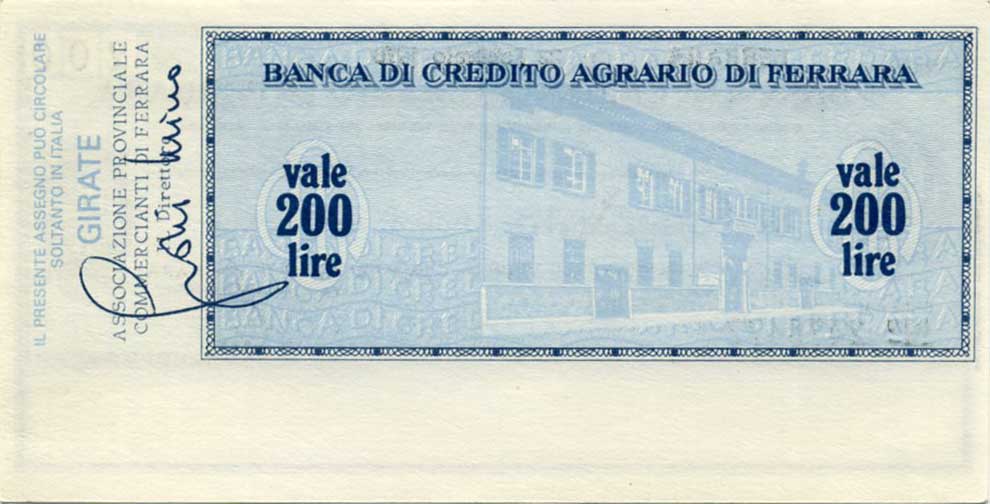 IL PRESENTE ASSEGNO PUÒ CIRCOLARE
SOLTANTO IN ITALIA
GIRATE
ASSOCIAZIONE PROVINCIALE
COMMERCIANTI DI FERRARA
Direttore
BANCA DI CREDITO AGRARIO DI FERRARA
vale
200
lire
vale
200
lire